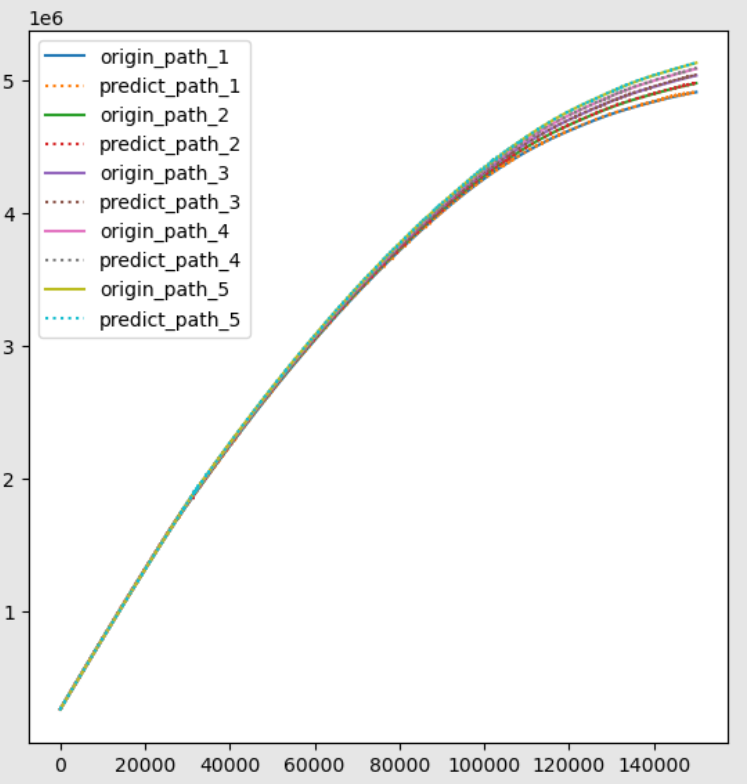 1e6
origin_path_1
predict_path_1
origin_path_2
predict_path_2
origin_path_3
predict_path_3
origin_path_4
predict_path_4
origin_path_5
predict_path_5
5
4
3
2
1
0 20000 40000 60000 80000 100000 120000 140000